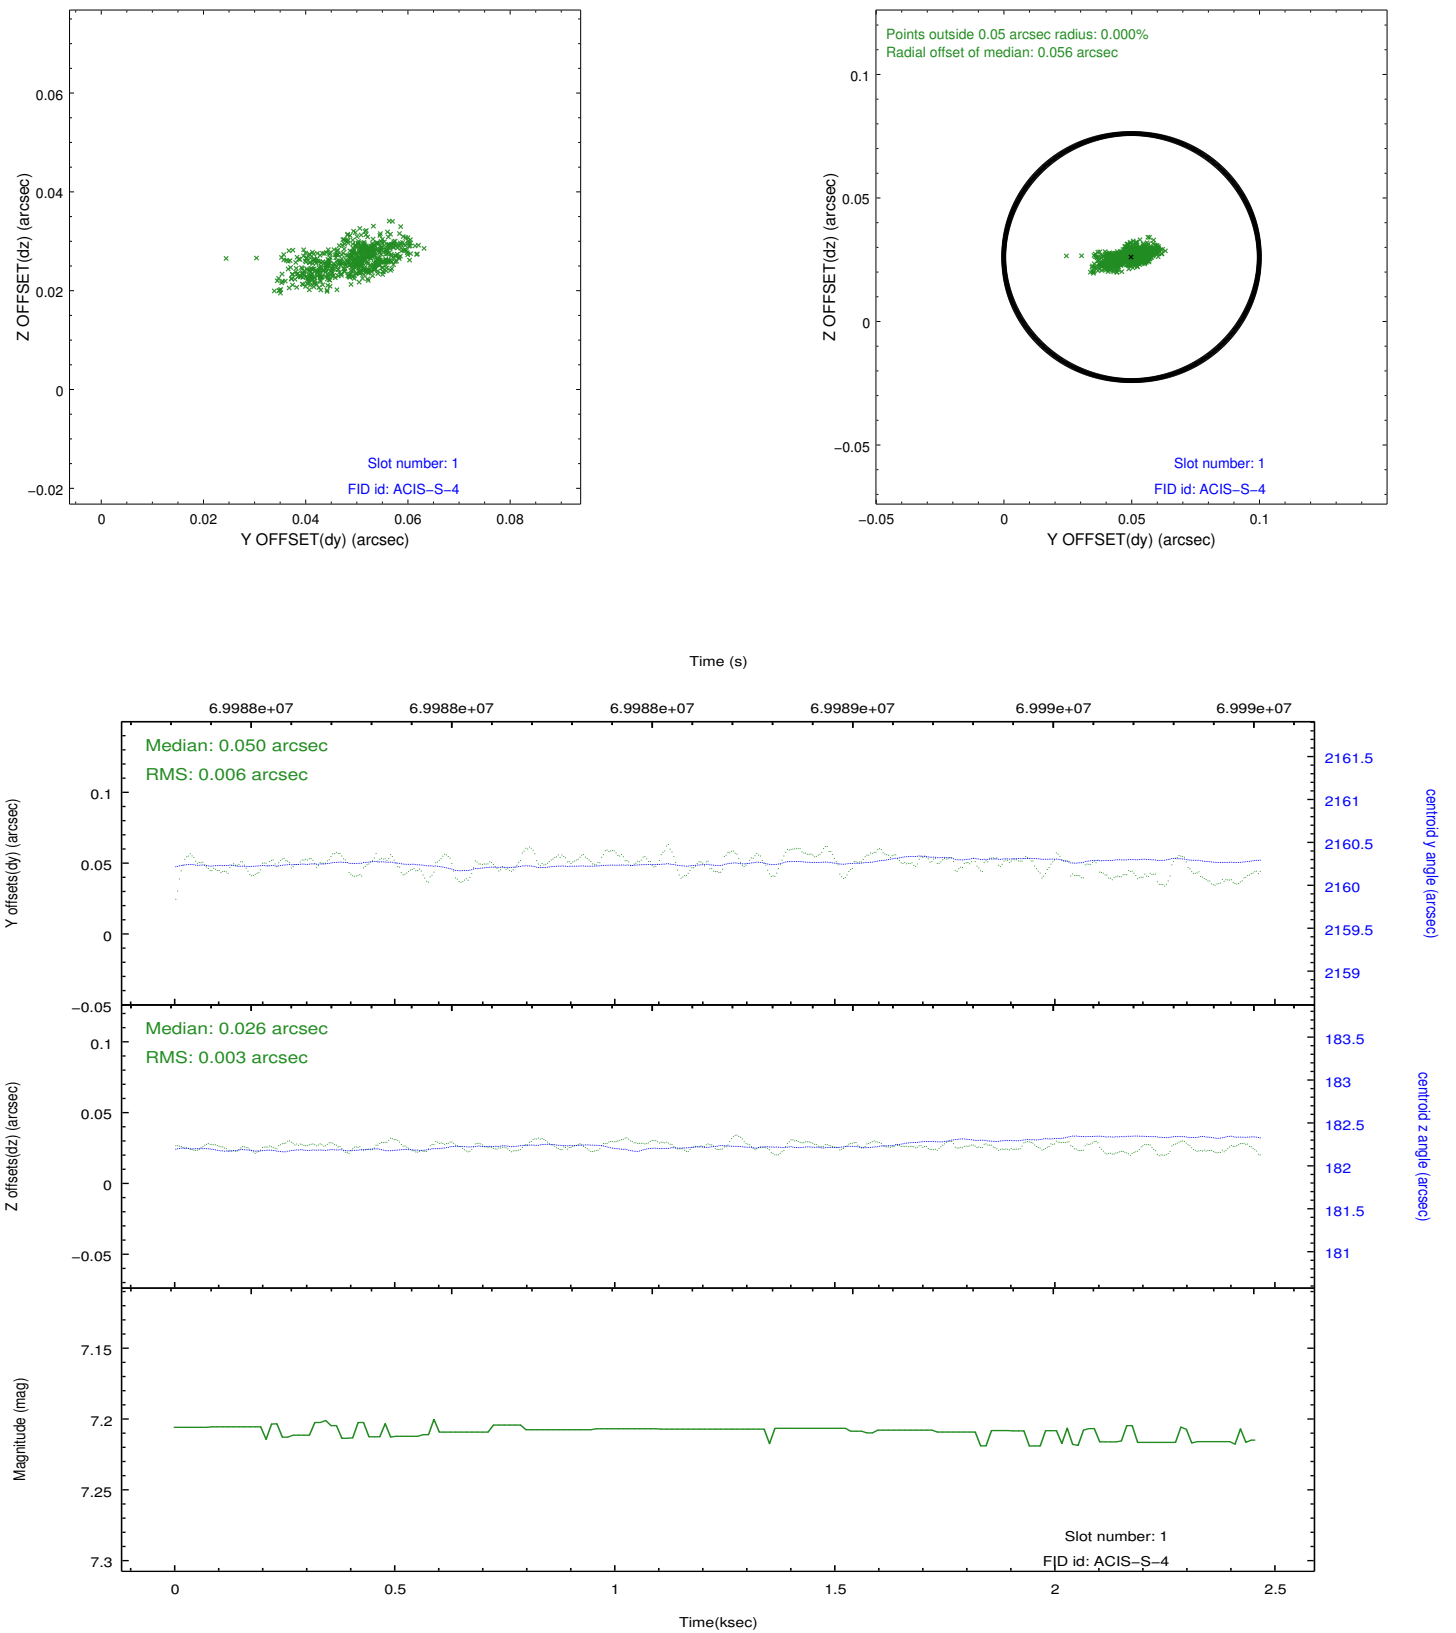 0.06
0.04
0.02
0
−0.02
Z OFFSET(dz) (arcsec)
Slot number: 1
FID id: ACIS−S−4
0 0.02 0.04 0.06 0.08
Y OFFSET(dy) (arcsec)
Points outside 0.05 arcsec radius: 0.000%
Radial offset of median: 0.056 arcsec
0.1
0.05
0
−0.05
Z OFFSET(dz) (arcsec)
Slot number: 1
FID id: ACIS−S−4
−0.05 0 0.05 0.1
Y OFFSET(dy) (arcsec)
Time (s)
6.9988e+07 6.9988e+07 6.9988e+07 6.9989e+07 6.999e+07 6.999e+07
Median: 0.050 arcsec
RMS: 0.006 arcsec
0.1
0.05
0
−0.05
Y offsets(dy) (arcsec)
2161.5
2161
2160.5
2160
2159.5
2159
centroid y angle (arcsec)
Median: 0.026 arcsec
RMS: 0.003 arcsec
0.1
0.05
0
−0.05
Z offsets(dz) (arcsec)
183.5
183
182.5
182
181.5
181
centroid z angle (arcsec)
7.15
7.2
7.25
7.3
Magnitude (mag)
Slot number: 1
FID id: ACIS−S−4
0 0.5 1 1.5 2 2.5
Time(ksec)